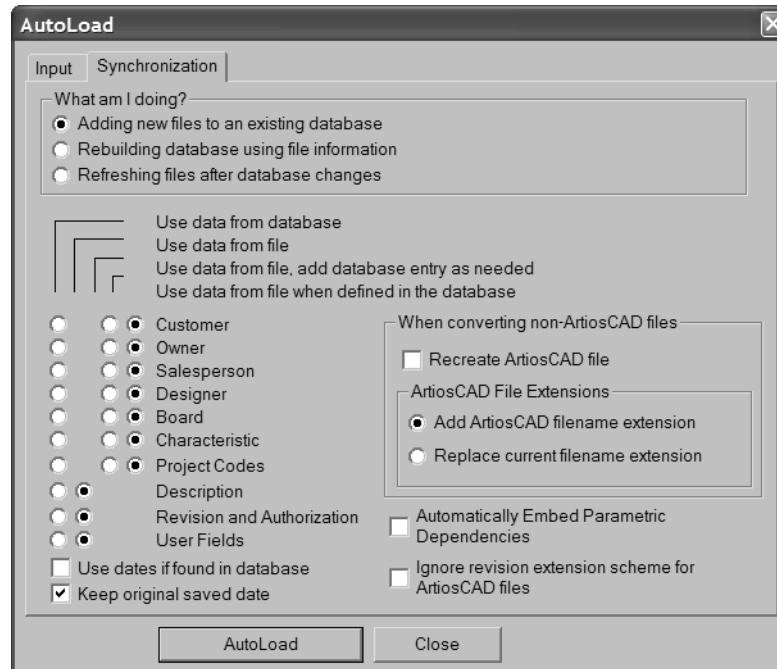 AutoLoad
Input Synchronization
What am I doing?
Adding new files to an existing database
Rebuilding database using file information
Refreshing files after database changes
Use data from database
Use data from file
Use data from file, add database entry as needed
Use data from file when defined in the database
Customer
Owner
Salesperson
Designer
Board
Characteristic
Project Codes
Description
Revision and Authorization
User Fields
Use dates if found in database
Keep original saved date
When converting non-ArtiosCAD files
Recreate ArtiosCAD file
ArtiosCAD File Extensions
Add ArtiosCAD filename extension
Replace current filename extension
Automatically Embed Parametric
Dependencies
Ignore revision extension scheme for
ArtiosCAD files
AutoLoad Close